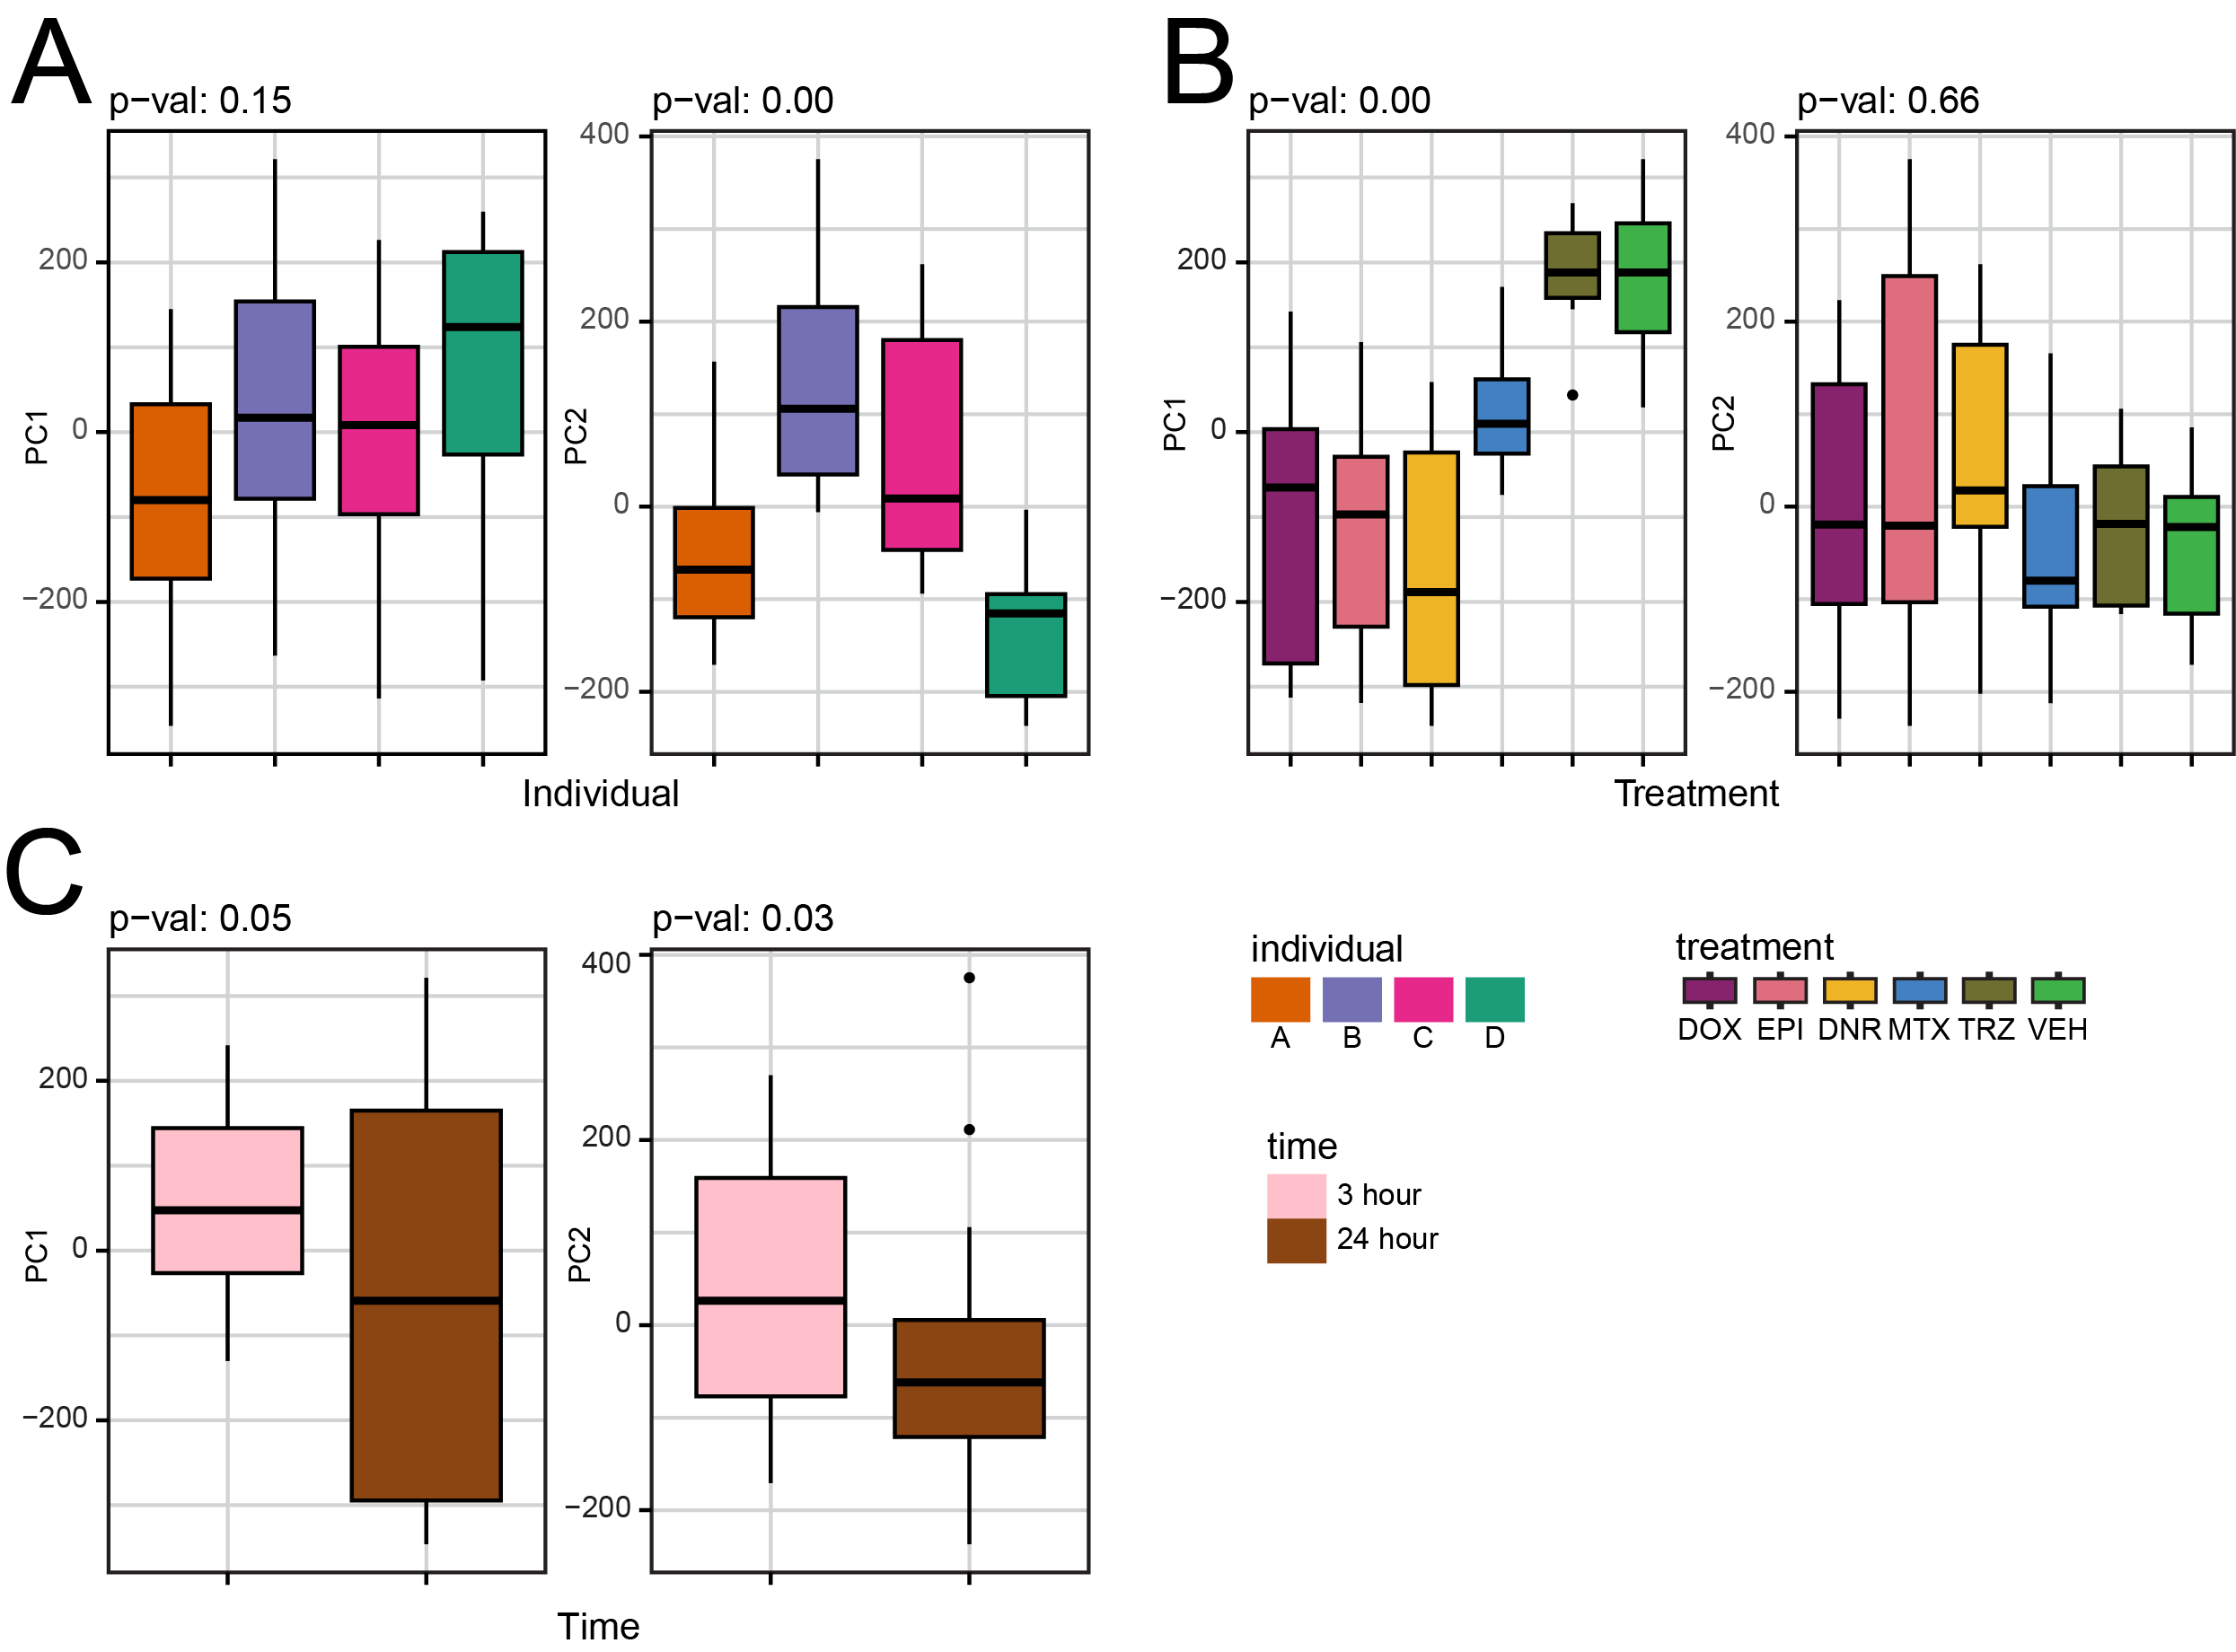 A
B
p−val: 0.15
p−val: 0.00
p−val: 0.00
p−val: 0.66
PC1
200
0
−200
PC2
400
200
0
−200
PC1
200
0
−200
PC2
400
200
0
−200
Individual
Treatment
C
p−val: 0.05
p−val: 0.03
PC1
200
0
−200
PC2
400
200
0
−200
Time
individual
A B C D
treatment
DOX EPI DNR MTX TRZ VEH
time
3 hour
24 hour